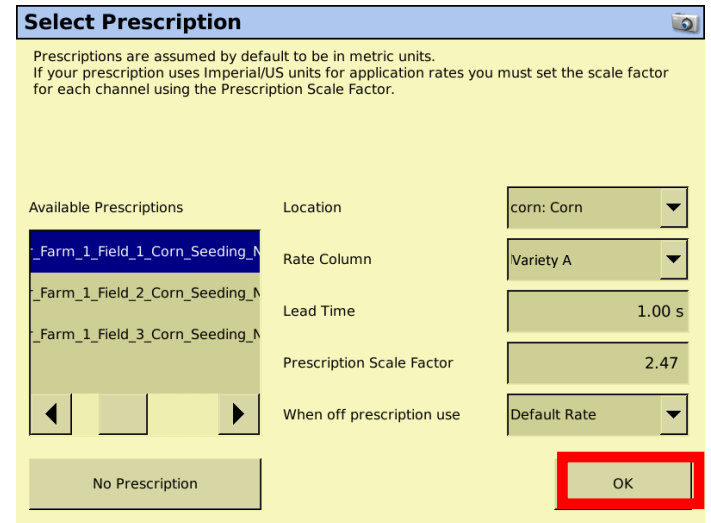 Select Prescription
Prescriptions are assumed by default to be in metric units.
If your prescription uses Imperial/US units for application rates you must set the scale factor
for each channel using the Prescription Scale Factor.
Available Prescriptions
Location
corn: Corn
_Farm_1_Field_1_Corn_Seeding_N
Rate Column
Variety A
r_Farm_1_Field_2_Corn_Seeding_N
Lead Time
1.00 s
r_Farm_1_Field_3_Corn_Seeding_N
Prescription Scale Factor
2.47
When off prescription use
Default Rate
No Prescription
OK